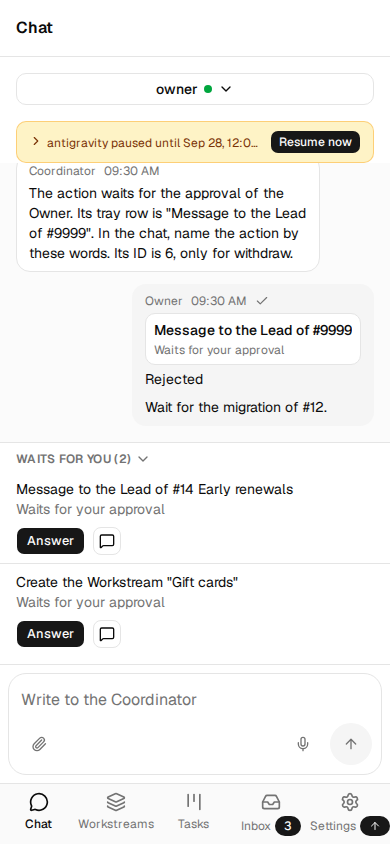 Chat
owner
antigravity paused until Sep 28, 12:0... Resume now
Coordinator 09:30 AM
The action waits for the approval of the
Owner. Its tray row is "Message to the Lead
of #9999". In the chat, name the action by
these words. Its ID is 6, only for withdraw.
Owner 09:30 AM
Message to the Lead of #9999
Waits for your approval
Rejected
Wait for the migration of #12.
WAITS FOR YOU (2)
Message to the Lead of #14 Early renewals
Waits for your approval
Answer
Create the Workstream "Gift cards"
Waits for your approval
Answer
Write to the Coordinator
Chat Workstreams Tasks Inbox 3 Settings